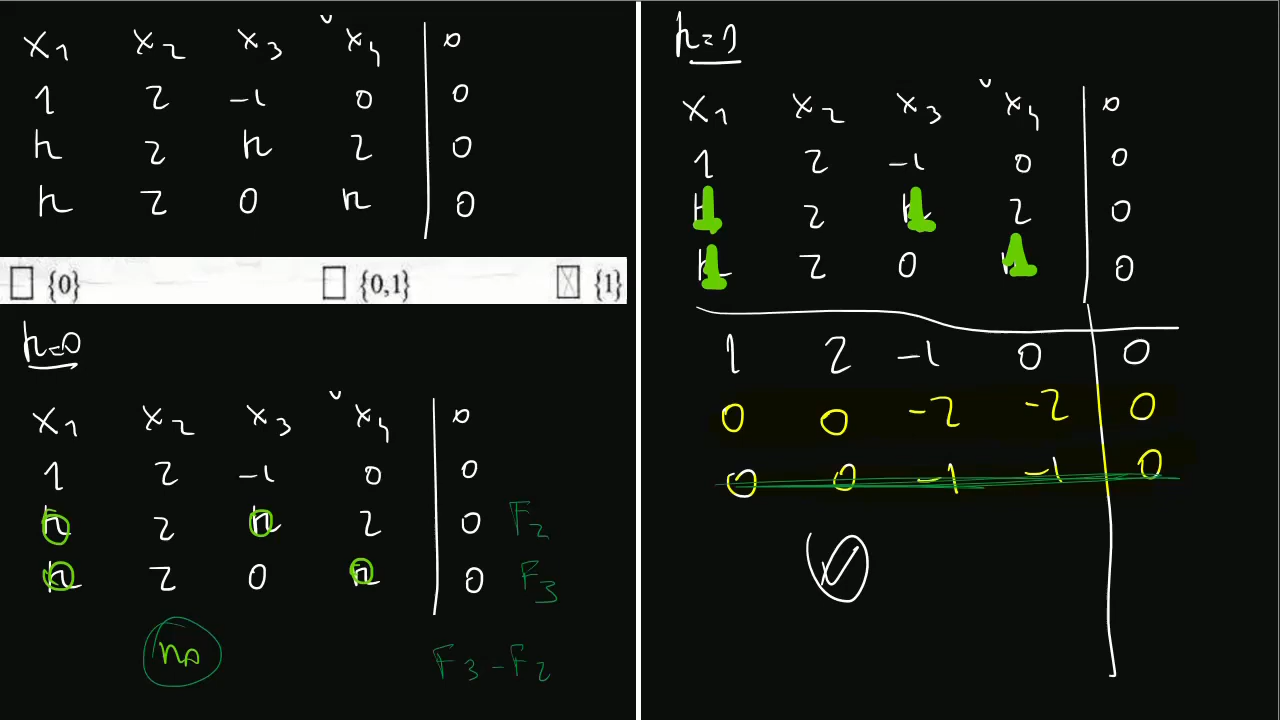 x1 x2 x3 x4 0
1 2 -1 0 0
h 2 h 2 0
h 2 0 h 0
{0} {0,1} {1}
h=0
x1 x2 x3 x4 0
1 2 -1 0 0
0 2 0 2 0 F2
0 2 0 0 0 F3
no
F3-F2
h=1
x1 x2 x3 x4 0
1 2 -1 0 0
1 2 1 2 0
1 2 0 1 0
1 2 -1 0 0
0 0 -2 -2 0
0 0 -1 -1 0